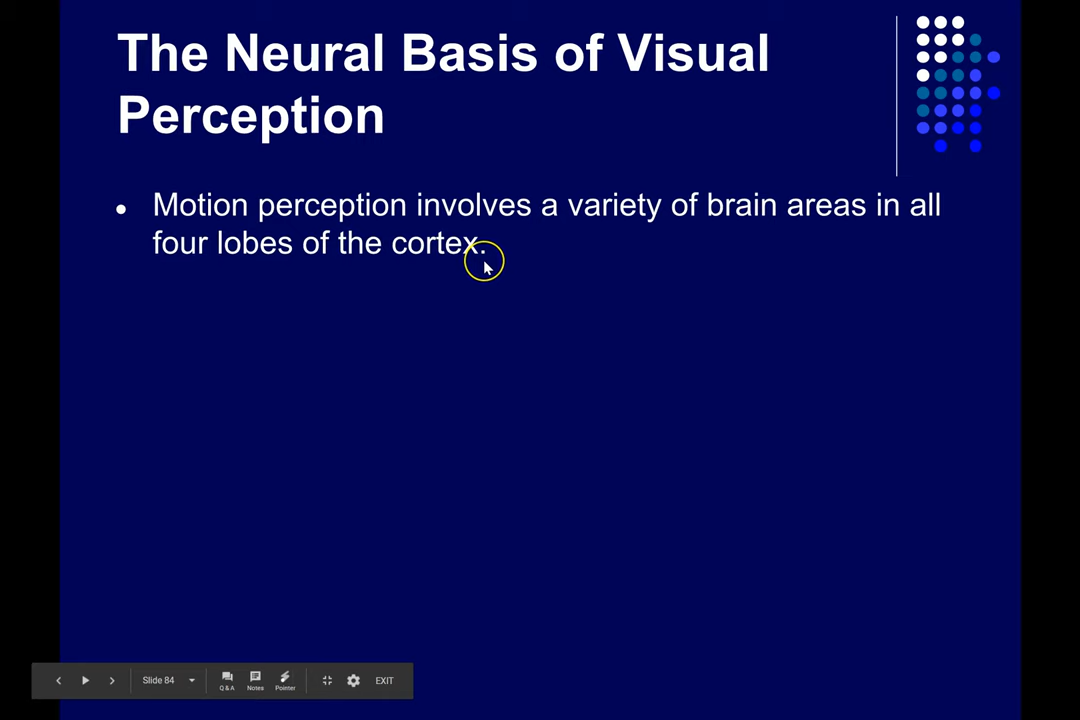 The Neural Basis of Visual
Perception
• Motion perception involves a variety of brain areas in all
four lobes of the cortex.
Slide 84
Q & A
Notes
Pointer
EXIT